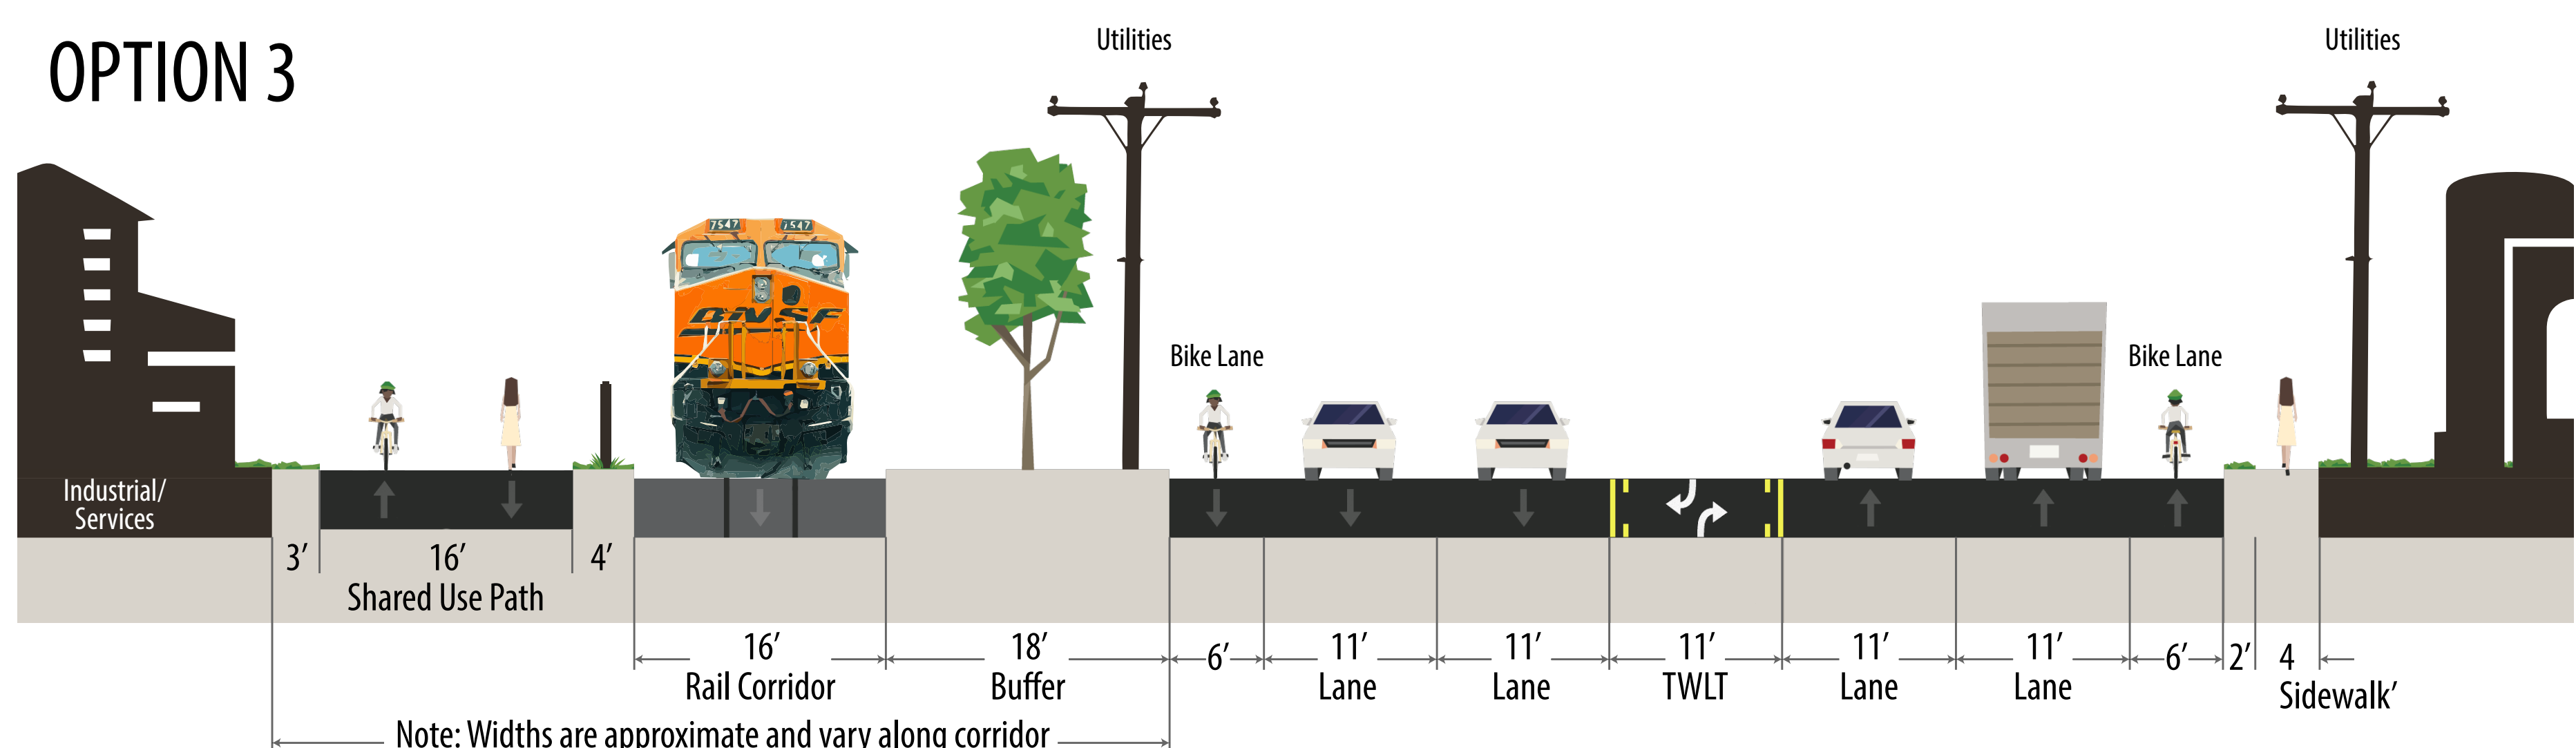 OPTION 3
Utilities
Utilities
7547
7547
BNSF
Bike Lane
Bike Lane
Industrial/
Services
3’
16’
4’
Shared Use Path
16’
18’
6’
11’
11’
11’
11’
11’
6’
2’
4
Rail Corridor
Buffer
Lane
Lane
TWLT
Lane
Lane
Sidewalk’
Note: Widths are approximate and vary along corridor